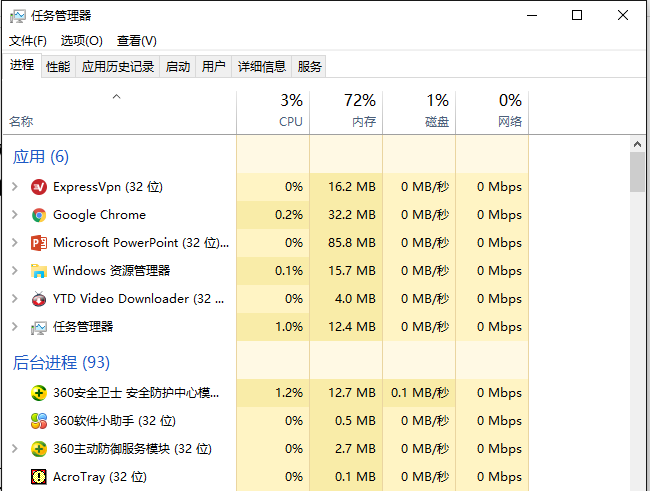 任务管理器
文件(F) 选项(O) 查看(V)
进程 性能 应用历史记录 启动 用户 详细信息 服务
3% 72% 1% 0%
名称 CPU 内存 磁盘 网络
应用 (6)
ExpressVpn (32 位) 0% 16.2 MB 0 MB/秒 0 Mbps
Google Chrome 0.2% 32.2 MB 0 MB/秒 0 Mbps
Microsoft PowerPoint (32 位)... 0% 85.8 MB 0 MB/秒 0 Mbps
Windows 资源管理器 0.1% 15.7 MB 0 MB/秒 0 Mbps
YTD Video Downloader (32 ... 0% 4.0 MB 0 MB/秒 0 Mbps
任务管理器 1.0% 12.4 MB 0 MB/秒 0 Mbps
后台进程 (93)
360安全卫士 安全防护中心模... 1.2% 12.7 MB 0.1 MB/秒 0 Mbps
360软件小助手 (32 位) 0% 0.5 MB 0 MB/秒 0 Mbps
360主动防御服务模块 (32 位) 0% 2.7 MB 0 MB/秒 0 Mbps
AcroTray (32 位) 0% 0.1 MB 0 MB/秒 0 Mbps